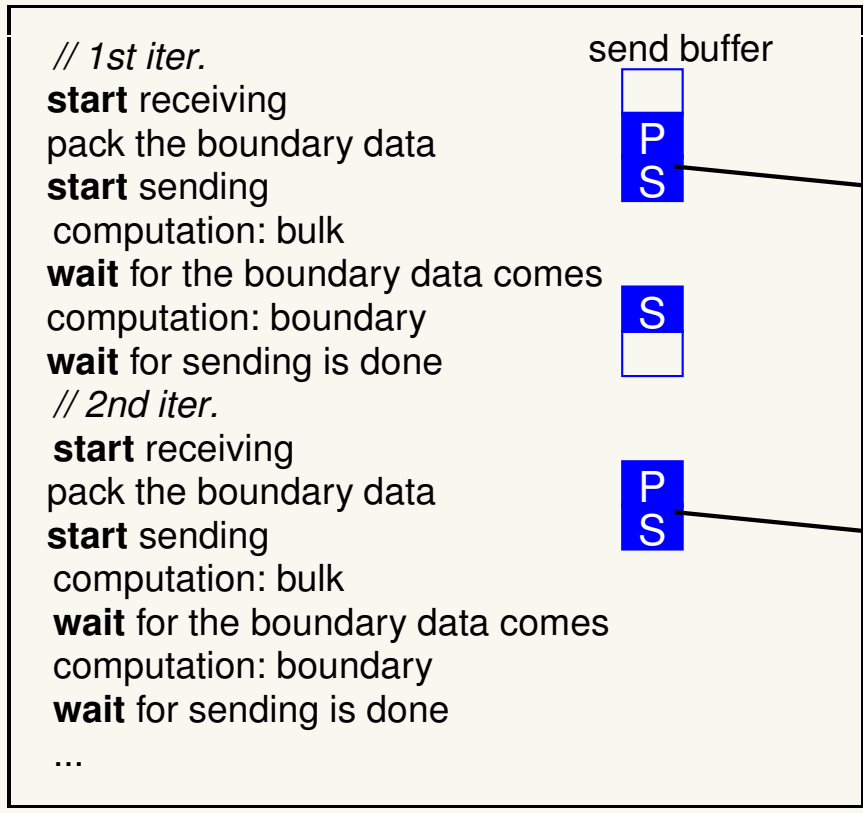 // 1st iter.
send buffer
start receiving
pack the boundary data
P
start sending
S
computation: bulk
wait for the boundary data comes
computation: boundary
S
wait for sending is done
// 2nd iter.
start receiving
pack the boundary data
P
start sending
S
computation: bulk
wait for the boundary data comes
computation: boundary
wait for sending is done
...